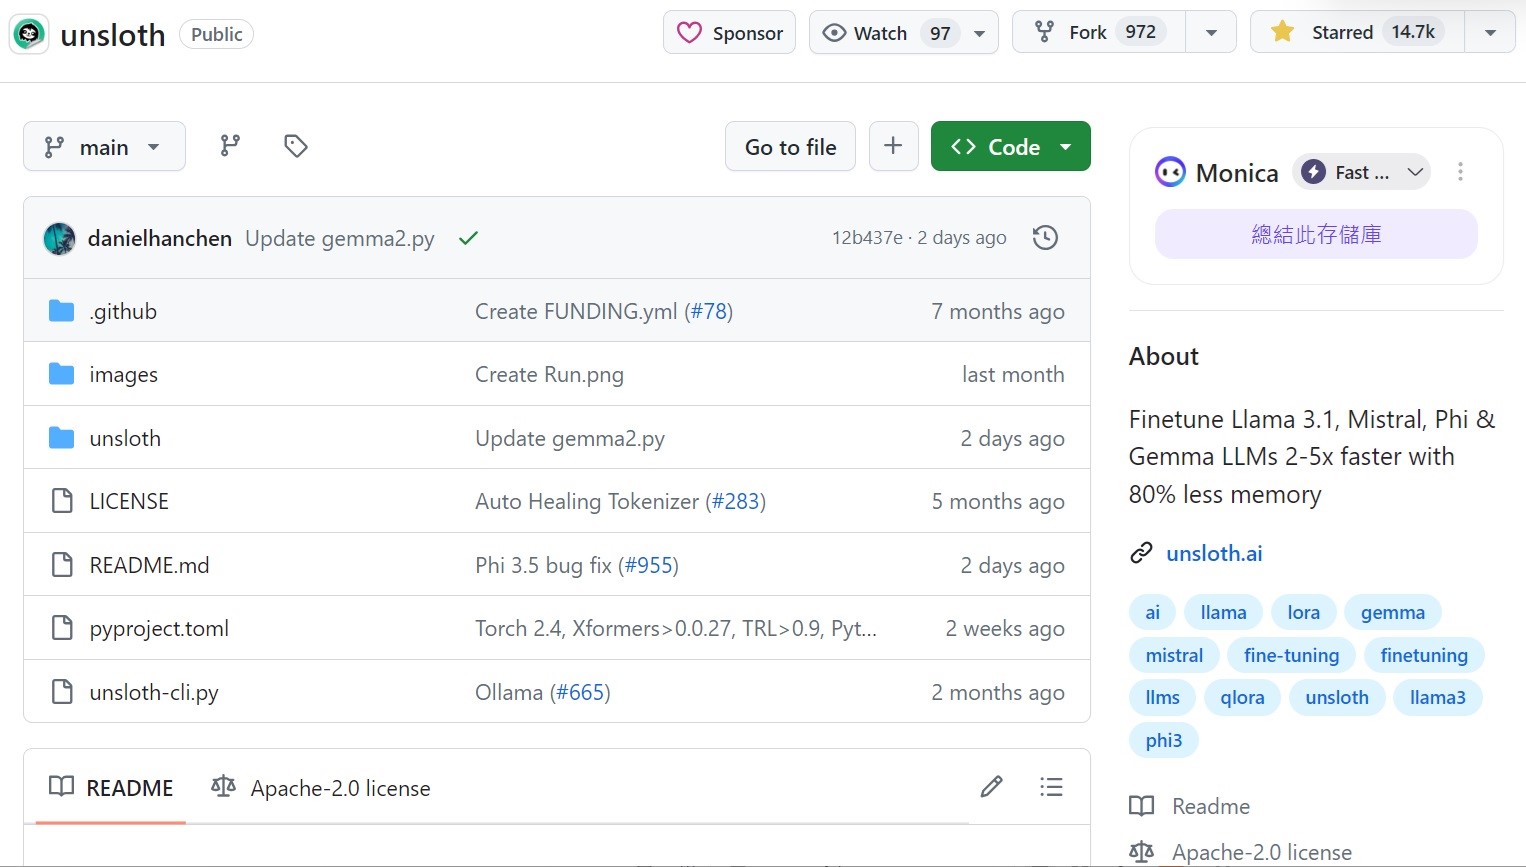 unsloth Public Sponsor Watch 97 Fork 972 Starred 14.7k
main Go to file + Code
danielhanchen Update gemma2.py 12b437e · 2 days ago
.github Create FUNDING.yml (#78) 7 months ago
images Create Run.png last month
unsloth Update gemma2.py 2 days ago
LICENSE Auto Healing Tokenizer (#283) 5 months ago
README.md Phi 3.5 bug fix (#955) 2 days ago
pyproject.toml Torch 2.4, Xformers>0.0.27, TRL>0.9, Pyt... 2 weeks ago
unsloth-cli.py Ollama (#665) 2 months ago
README Apache-2.0 license
Monica Fast ...
總結此存儲庫
About
Finetune Llama 3.1, Mistral, Phi &
Gemma LLMs 2-5x faster with
80% less memory
unsloth.ai
ai llama lora gemma
mistral fine-tuning finetuning
llms qlora unsloth llama3
phi3
Readme
Apache-2.0 license